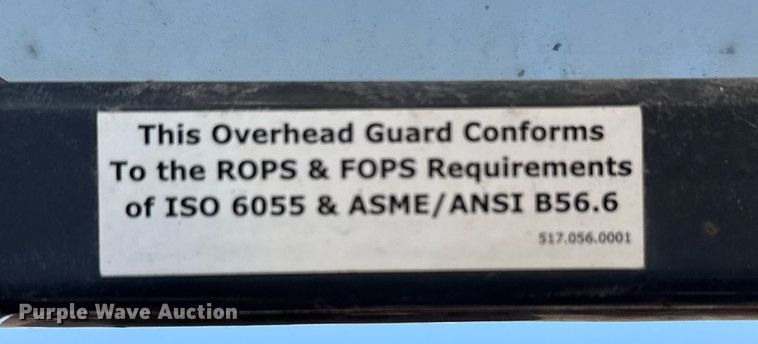 This Overhead Guard Conforms
To the ROPS & FOPS Requirements
of ISO 6055 & ASME/ANSI B56.6
517.056.0001
Purple Wave Auction